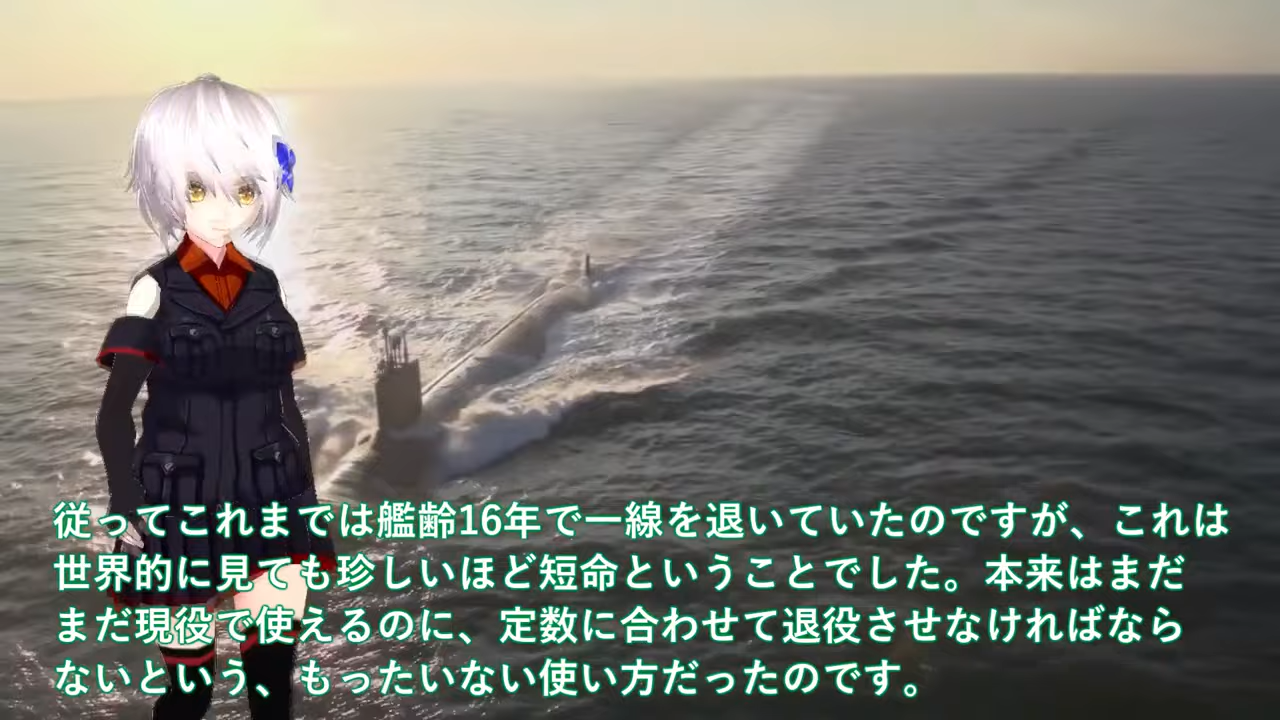 従ってこれまでは艦齢16年で一線を退いていたのですが、これは
世界的に見ても珍しいほど短命ということでした。本来はまだ
まだ現役で使えるのに、定数に合わせて退役させなければなら
ないという、もったいない使い方だったのです。